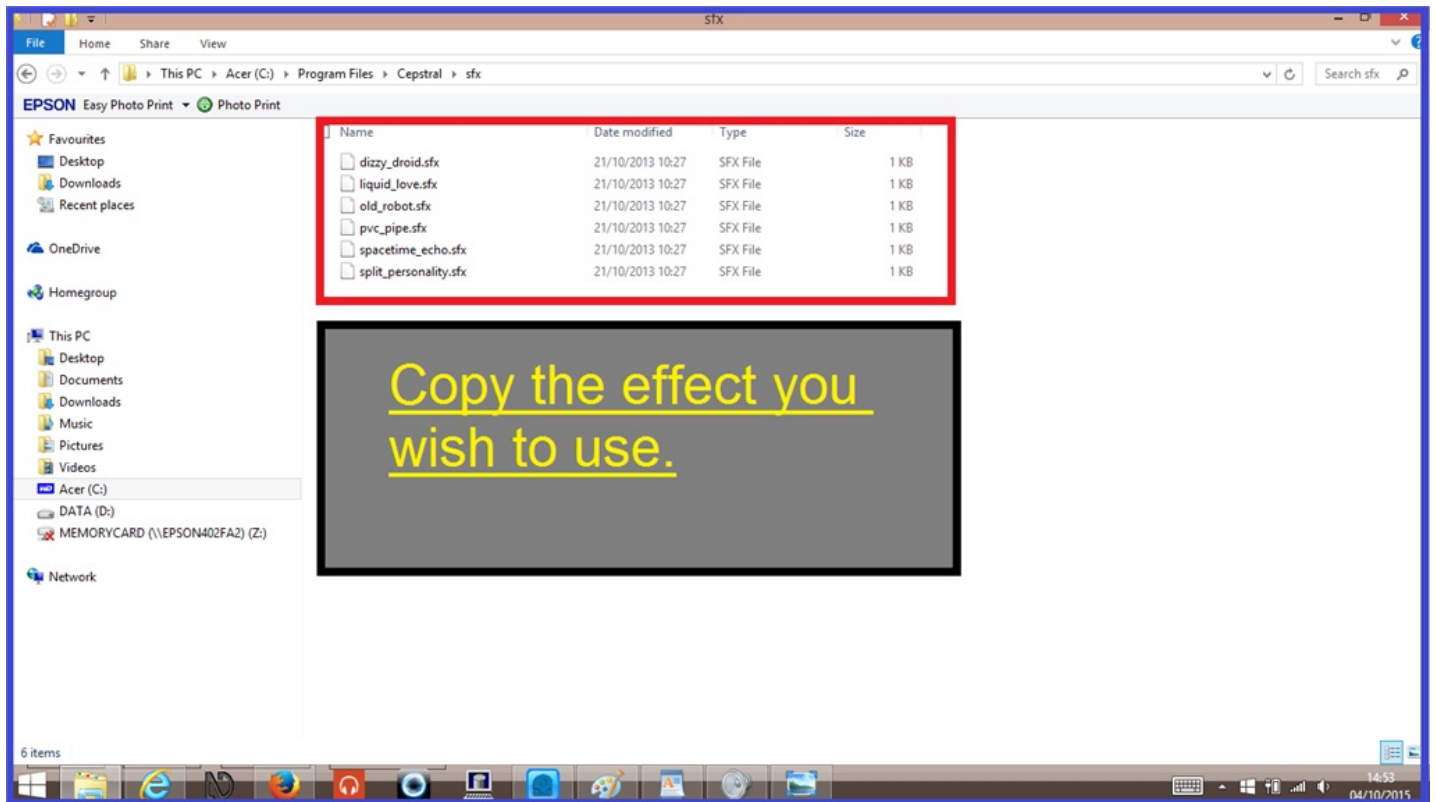 sfx
File Home Share View
This PC Acer (C:) Program Files Cepstral sfx Search sfx
EPSON Easy Photo Print Photo Print
Name Date modified Type Size
Favourites
Desktop
Downloads
Recent places
OneDrive
Homegroup
This PC
Desktop
Documents
Downloads
Music
Pictures
Videos
Acer (C:)
DATA (D:)
MEMORYCARD (\\EPSON402FA2) (Z:)
Network
dizzy_droid.sfx 21/10/2013 10:27 SFX File 1 KB
liquid_love.sfx 21/10/2013 10:27 SFX File 1 KB
old_robot.sfx 21/10/2013 10:27 SFX File 1 KB
pvc_pipe.sfx 21/10/2013 10:27 SFX File 1 KB
spacetime_echo.sfx 21/10/2013 10:27 SFX File 1 KB
split_personality.sfx 21/10/2013 10:27 SFX File 1 KB
Copy the effect you
wish to use.
6 items
14:53
04/10/2015